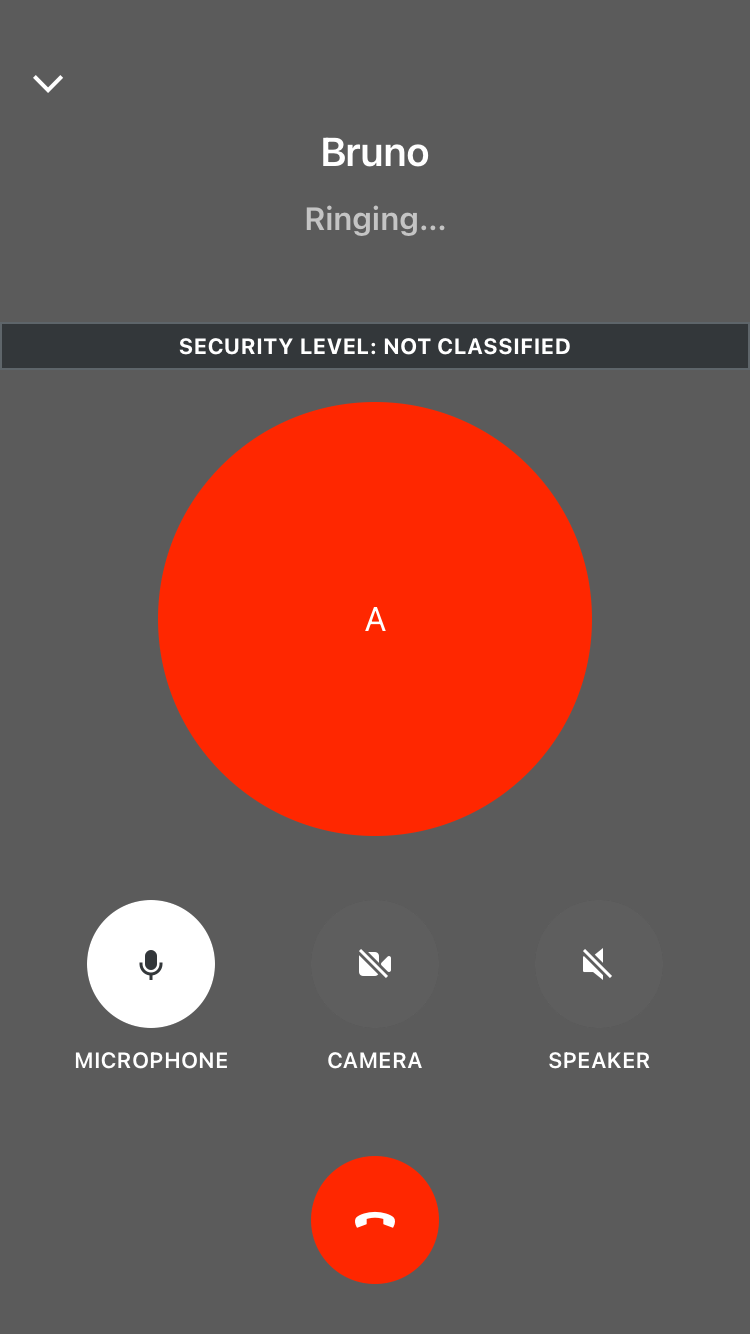 Bruno
Ringing...
SECURITY LEVEL: NOT CLASSIFIED
A
MICROPHONE
CAMERA
SPEAKER